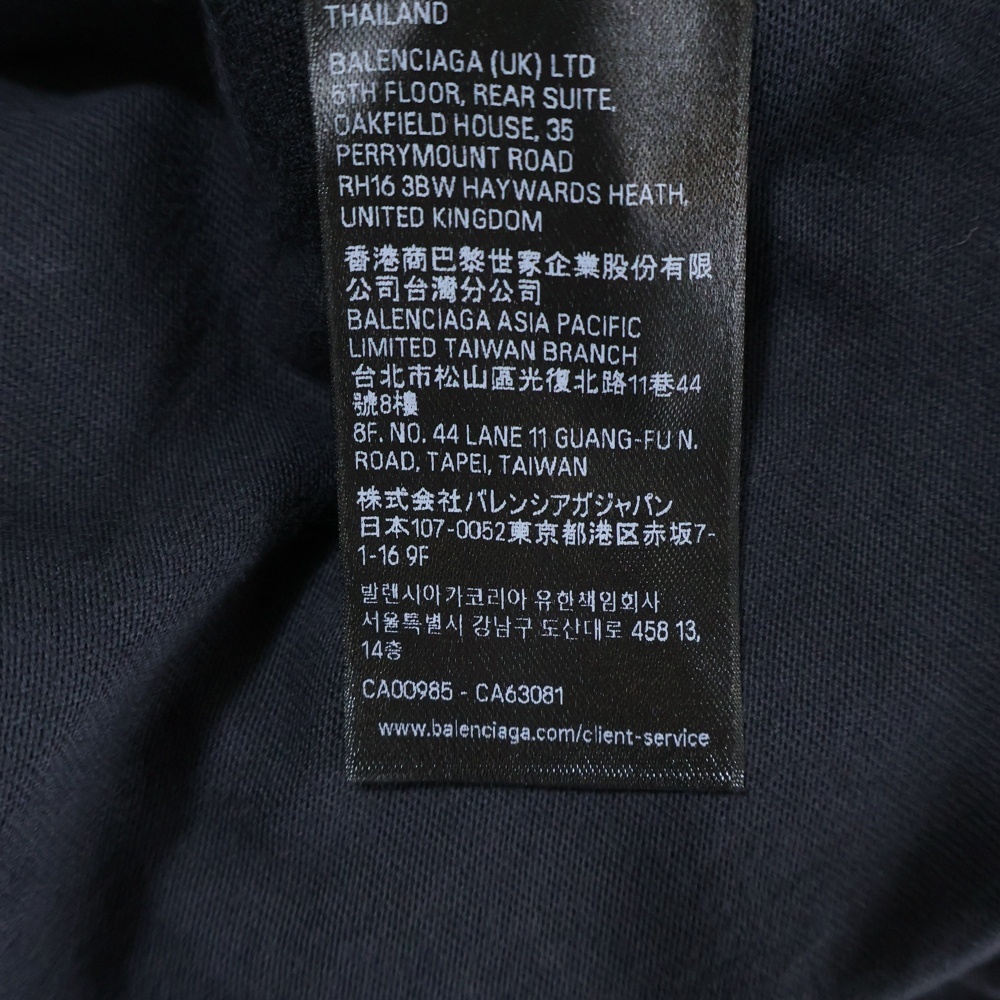 THAILAND
BALENCIAGA (UK) LTD
6TH FLOOR, REAR SUITE,
OAKFIELD HOUSE, 35
PERRYMOUNT ROAD
RH16 3BW HAYWARDS HEATH,
UNITED KINGDOM
香港商巴黎世家企業股份有限
公司台灣分公司
BALENCIAGA ASIA PACIFIC
LIMITED TAIWAN BRANCH
台北市松山區光復北路11巷44
號8樓
8F. NO. 44 LANE 11 GUANG-FU N.
ROAD, TAPEI, TAIWAN
株式会社バレンシアガジャパン
日本107-0052東京都港区赤坂7-
1-16 9F
발렌시아가코리아 유한책임회사
서울특별시 강남구 도산대로 458 13,
14층
CA00985 - CA63081
www.balenciaga.com/client-service